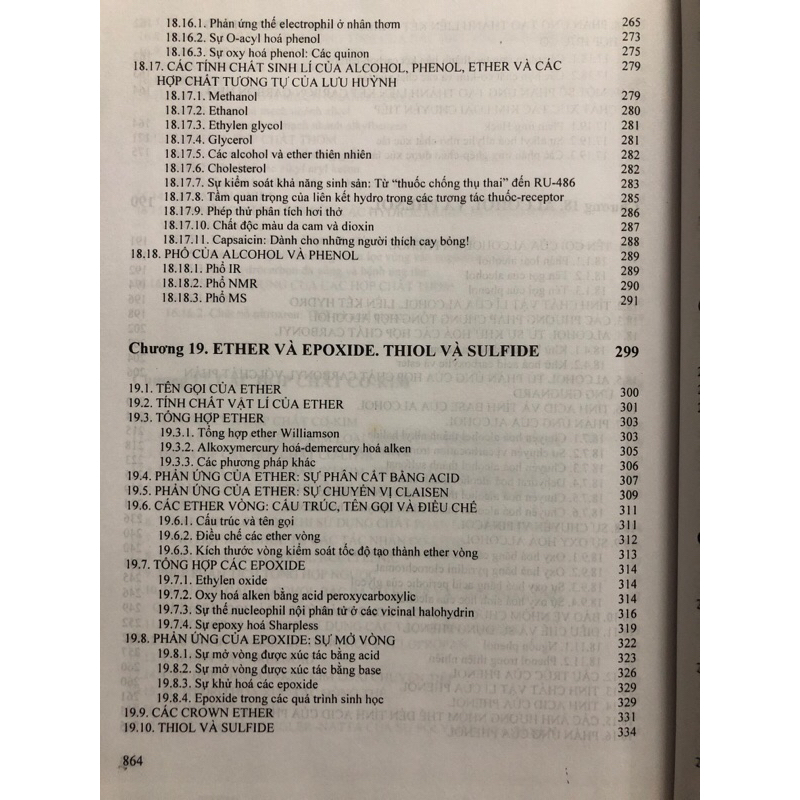 18.16.1. Phản ứng thế electrophil ở nhân thơm 265
18.16.2. Sự O-acyl hoá phenol 273
18.16.3. Sự oxy hoá phenol: Các quinon 275
18.17. CÁC TÍNH CHẤT SINH LÍ CỦA ALCOHOL, PHENOL, ETHER VÀ CÁC 279
HỢP CHẤT TƯƠNG TỰ CỦA LƯU HUỲNH
18.17.1. Methanol 279
18.17.2. Ethanol 280
18.17.3. Ethylen glycol 281
18.17.4. Glycerol 281
18.17.5. Các alcohol và ether thiên nhiên 282
18.17.6. Cholesterol 282
18.17.7. Sự kiểm soát khả năng sinh sản: Từ “thuốc chống thụ thai” đến RU-486 283
18.17.8. Tầm quan trọng của liên kết hydro trong các tương tác thuốc-receptor 285
18.17.9. Phép thử phân tích hơi thở 286
18.17.10. Chất độc màu da cam và dioxin 287
18.17.11. Capsaicin: Dành cho những người thích cay bỏng! 288
18.18. PHỔ CỦA ALCOHOL VÀ PHENOL 289
18.18.1. Phổ IR 289
18.18.2. Phổ NMR 290
18.18.3. Phổ MS 291
Chương 19. ETHER VÀ EPOXIDE. THIOL VÀ SULFIDE 299
19.1. TÊN GỌI CỦA ETHER 300
19.2. TÍNH CHẤT VẬT LÍ CỦA ETHER 301
19.3. TỔNG HỢP ETHER 303
19.3.1. Tổng hợp ether Williamson 303
19.3.2. Alkoxymercury hoá-demercury hoá alken 305
19.3.3. Các phương pháp khác 306
19.4. PHẢN ỨNG CỦA ETHER: SỰ PHÂN CẮT BẰNG ACID 307
19.5. PHẢN ỨNG CỦA ETHER: SỰ CHUYỂN VỊ CLAISEN 309
19.6. CÁC ETHER VÒNG: CẤU TRÚC, TÊN GỌI VÀ ĐIỀU CHẾ 311
19.6.1. Cấu trúc và tên gọi 311
19.6.2. Điều chế các ether vòng 312
19.6.3. Kích thước vòng kiểm soát tốc độ tạo thành ether vòng 313
19.7. TỔNG HỢP CÁC EPOXIDE 314
19.7.1. Ethylen oxide 314
19.7.2. Oxy hoá alken bằng acid peroxycarboxylic 314
19.7.3. Sự thế nucleophil nội phân tử ở các vicinal halohydrin 316
19.7.4. Sự epoxy hoá Sharpless 319
19.8. PHẢN ỨNG CỦA EPOXIDE: SỰ MỞ VÒNG 322
19.8.1. Sự mở vòng được xúc tác bằng acid 323
19.8.2. Sự mở vòng được xúc tác bằng base 326
19.8.3. Sự khử hoá các epoxide 329
19.8.4. Epoxide trong các quá trình sinh học 329
19.9. CÁC CROWN ETHER 331
19.10. THIOL VÀ SULFIDE 334
864